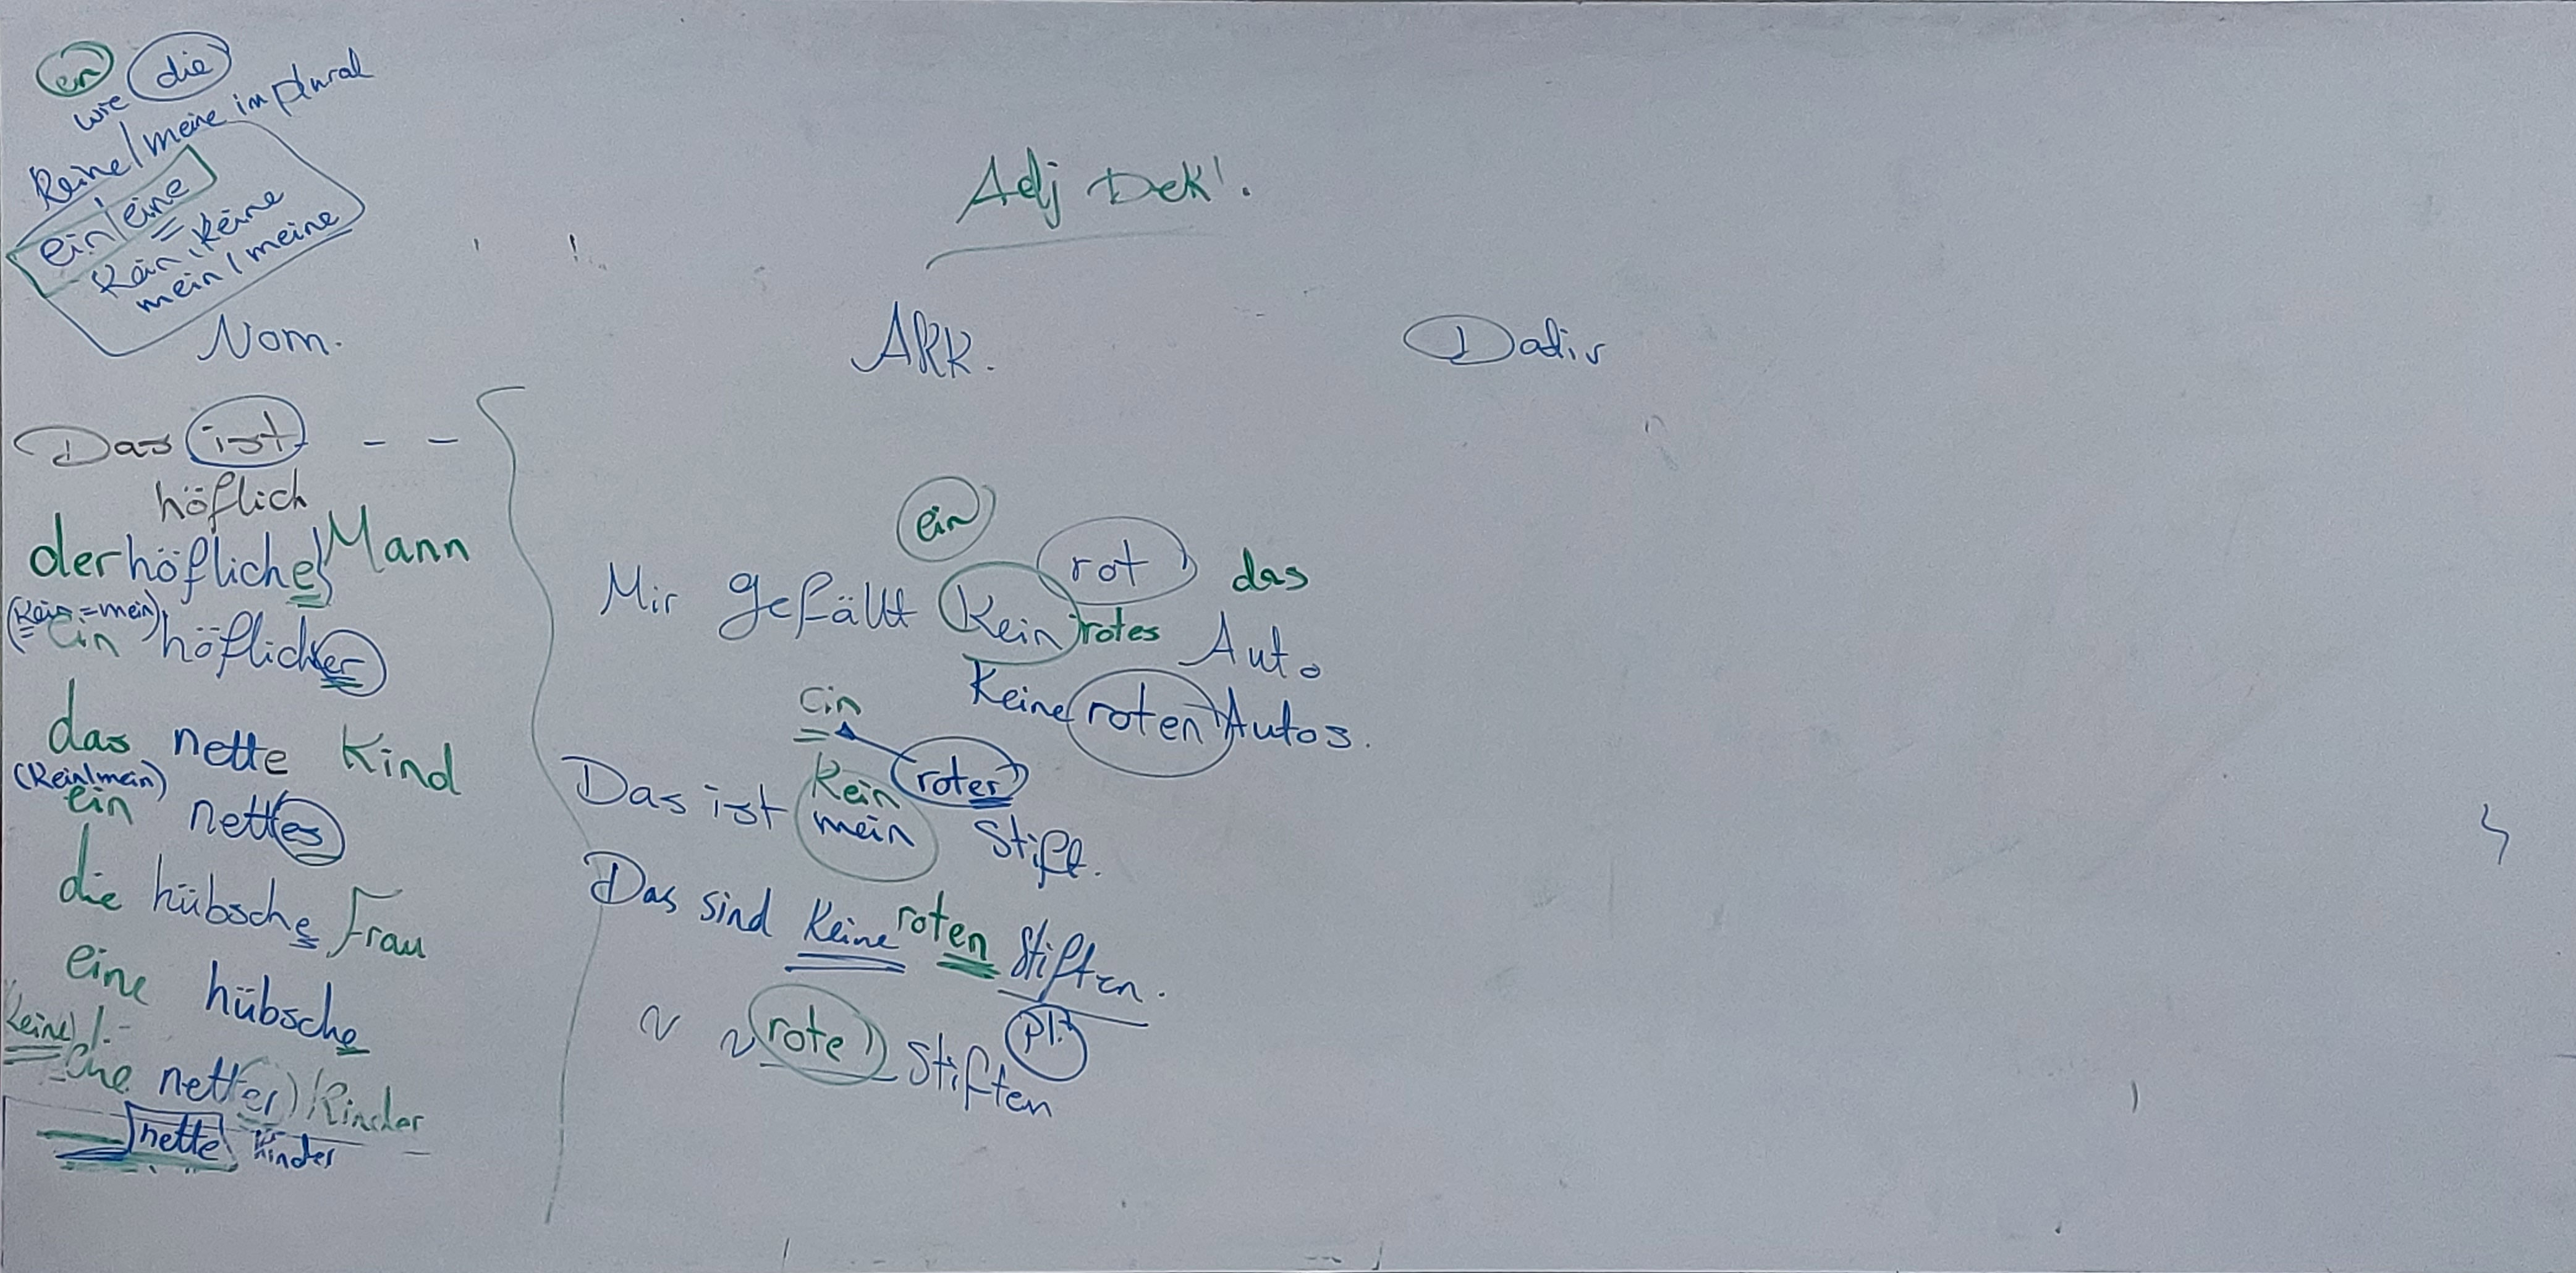 en die
wie
keine/meine im plural
ein/eine
kein, keine
mein/meine
Adj Dekl.
Nom.
Akk.
Dativ
Das ist - -
höflich
der höfliche Mann
(kein = mein)
ein höflicher
das nette Kind
(kein/mein)
ein nettes
die hübsche Frau
eine hübsche
keine
netten Kinder
nette Kinder
ein
rot das
Mir gefällt kein rotes Auto
keine roten Autos.
ein
kein roter
Das ist mein Stift.
Das sind keine roten Stiften.
~ ~ rote Stiften
Pl.